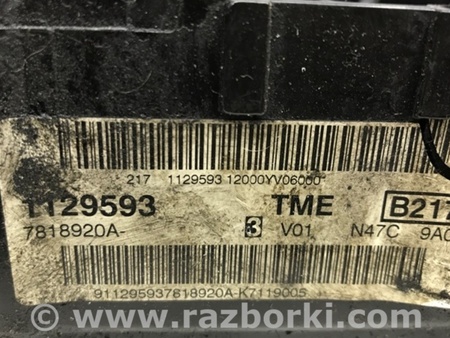 217 1129593 12000YV06000
1129593 TME B217
7818920A- 3 V01 N47C 9A0
911295937818920A-K7119005
www.razborki.com